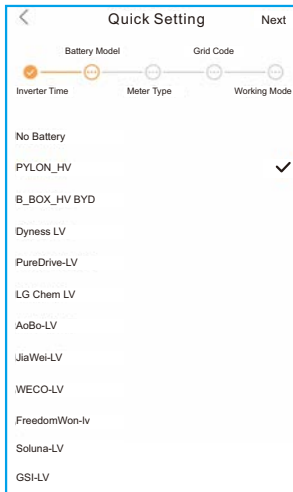 Quick Setting Next
Battery Model Grid Code
Inverter Time Meter Type Working Mode
No Battery
PYLON_HV
B_BOX_HV BYD
Dyness LV
PureDrive-LV
LG Chem LV
AoBo-LV
JiaWei-LV
WECO-LV
FreedomWon-lv
Soluna-LV
GSI-LV